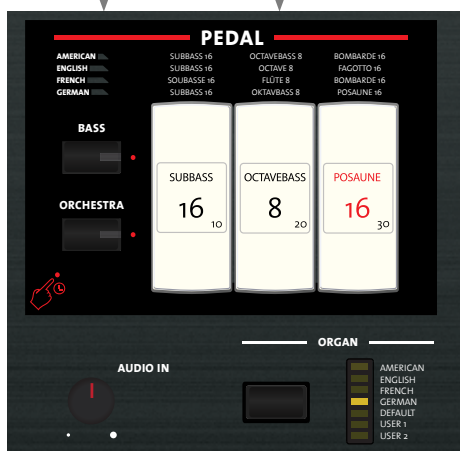 PEDAL
AMERICAN SUBBASS 16 OCTAVEBASS 8 BOMBARDE 16
ENGLISH SUBBASS 16 OCTAVE 8 FAGOTTO 16
FRENCH SOUBASSE 16 FLÛTE 8 BOMBARDE 16
GERMAN SUBBASS 16 OKTAVBASS 8 POSAUNE 16
BASS
ORCHESTRA
SUBBASS
16
10
OCTAVEBASS
8
20
POSAUNE
16
30
ORGAN
AUDIO IN
AMERICAN
ENGLISH
FRENCH
GERMAN
DEFAULT
USER 1
USER 2